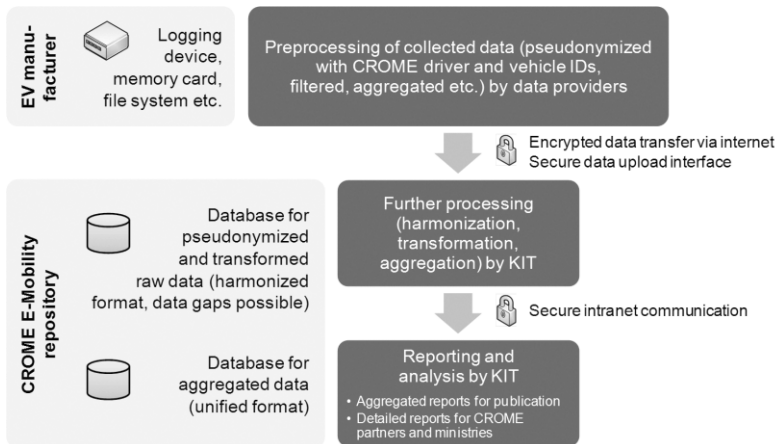 EV manu-
facturer
Logging
device,
memory card,
file system etc.
Preprocessing of collected data (pseudonymized
with CROME driver and vehicle IDs,
filtered, aggregated etc.) by data providers
Encrypted data transfer via internet
Secure data upload interface
CROME E-Mobility
repository
Database for
pseudonymized
and transformed
raw data (harmonized
format, data gaps possible)
Further processing
(harmonization,
transformation,
aggregation) by KIT
Secure intranet communication
Database for
aggregated data
(unified format)
Reporting and
analysis by KIT
• Aggregated reports for publication
• Detailed reports for CROME
partners and ministries